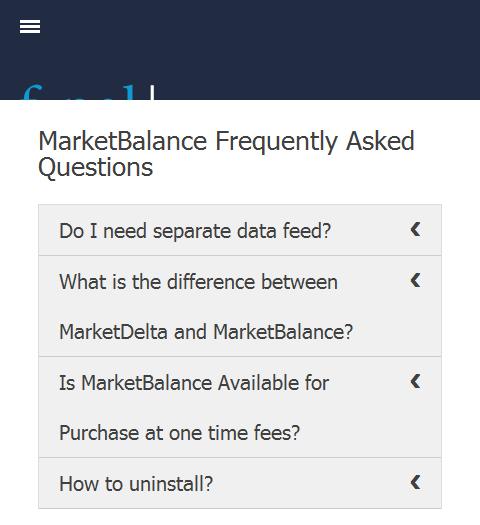 MarketBalance Frequently Asked
Questions
Do I need separate data feed?
What is the difference between
MarketDelta and MarketBalance?
Is MarketBalance Available for
Purchase at one time fees?
How to uninstall?